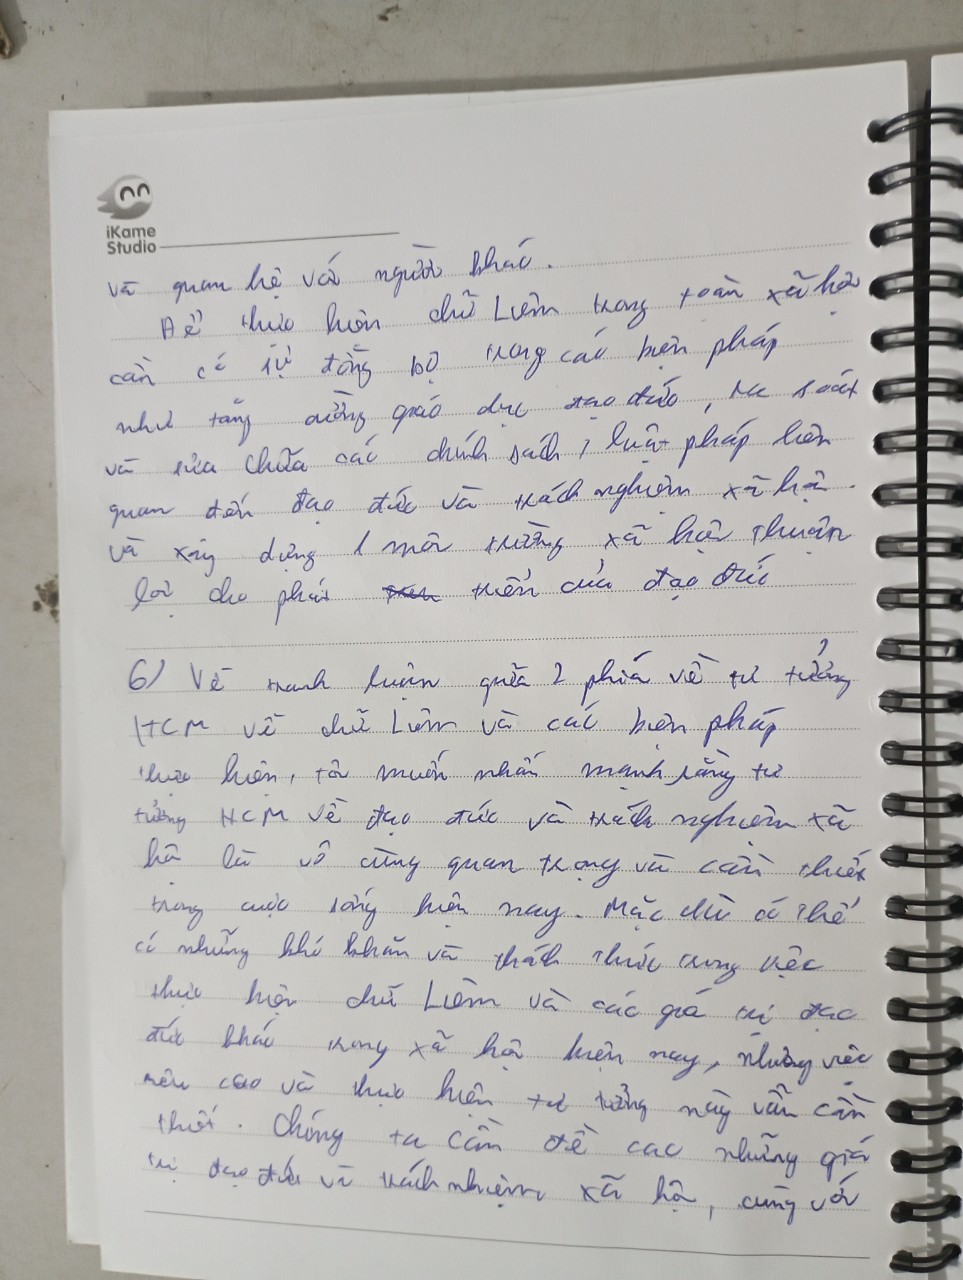 iKame
Studio
và quan hệ với người khác.
Để thực hiện chữ Liêm trong toàn xã hội
cần có sự đồng bộ trong các biện pháp
như tăng cường giáo dục đạo đức, rà soát
và sửa chữa các chính sách, luật pháp liên
quan đến đạo đức và trách nghiệm xã hội.
và xây dựng 1 môi trường xã hội thuận
lợi cho phát triển của đạo đức
6) Về tranh luận giữa 2 phía về tư tưởng
HCM về chữ Liêm và các biện pháp
thực hiện, tôi muốn nhấn mạnh rằng tư
tưởng HCM về đạo đức và trách nghiệm xã
hội là vô cùng quan trọng và cần thiết
trong cuộc sống hiện nay. Mặc dù có thể
có những khó khăn và thách thức trong việc
thực hiện chữ Liêm và các giá trị đạo
đức khác trong xã hội hiện nay, nhưng việc
nêu cao và thực hiện tư tưởng này vẫn cần
thiết. Chúng ta cần đề cao những giá
trị đạo đức và trách nhiệm xã hội, cùng với